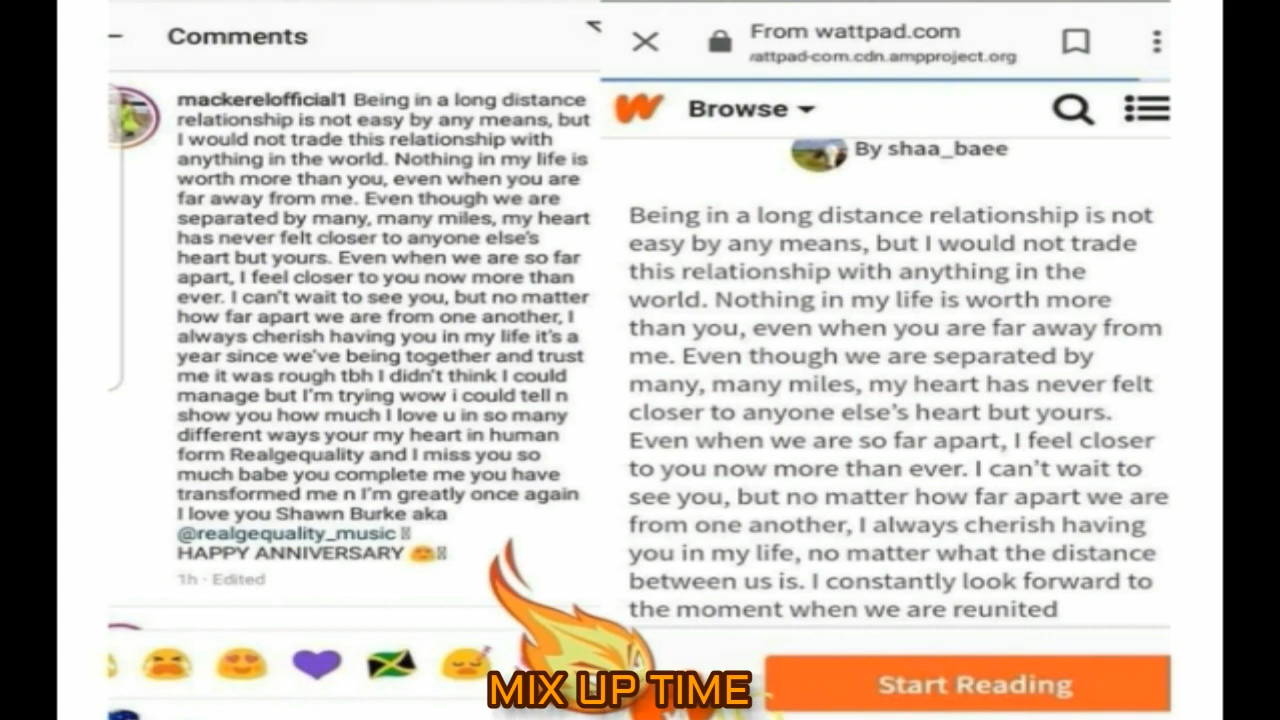 Comments
mackerelofficial1 Being in a long distance
relationship is not easy by any means, but
I would not trade this relationship with
anything in the world. Nothing in my life is
worth more than you, even when you are
far away from me. Even though we are
separated by many, many miles, my heart
has never felt closer to anyone else's
heart but yours. Even when we are so far
apart, I feel closer to you now more than
ever. I can't wait to see you, but no matter
how far apart we are from one another, I
always cherish having you in my life it's a
year since we've being together and trust
me it was rough tbh I didn't think I could
manage but I'm trying wow i could tell n
show you how much I love u in so many
different ways your my heart in human
form Realgequality and I miss you so
much babe you complete me you have
transformed me n I'm greatly once again
I love you Shawn Burke aka
@realgequality_music
HAPPY ANNIVERSARY 😍
1h · Edited
From wattpad.com
attpad-com.cdn.ampproject.org
Browse
By shaa_baee
Being in a long distance relationship is not
easy by any means, but I would not trade
this relationship with anything in the
world. Nothing in my life is worth more
than you, even when you are far away from
me. Even though we are separated by
many, many miles, my heart has never felt
closer to anyone else's heart but yours.
Even when we are so far apart, I feel closer
to you now more than ever. I can't wait to
see you, but no matter how far apart we are
from one another, I always cherish having
you in my life, no matter what the distance
between us is. I constantly look forward to
the moment when we are reunited
Start Reading
MIX UP TIME